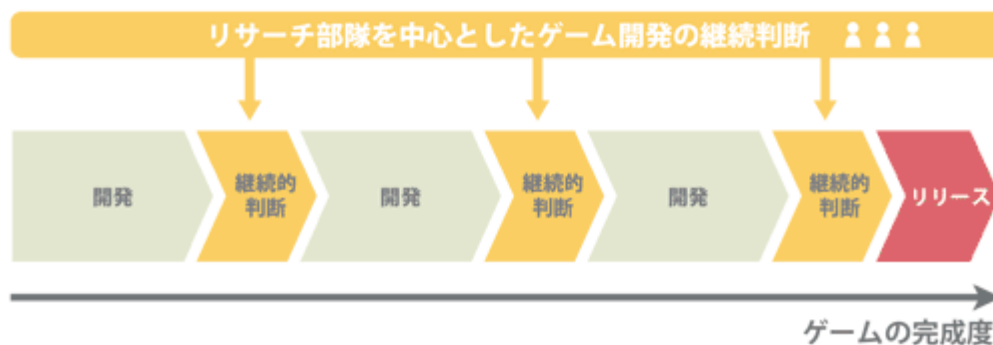 リサーチ部隊を中心としたゲーム開発の継続判断
開発
継続的
判断
開発
継続的
判断
開発
継続的
判断
リリース
ゲームの完成度